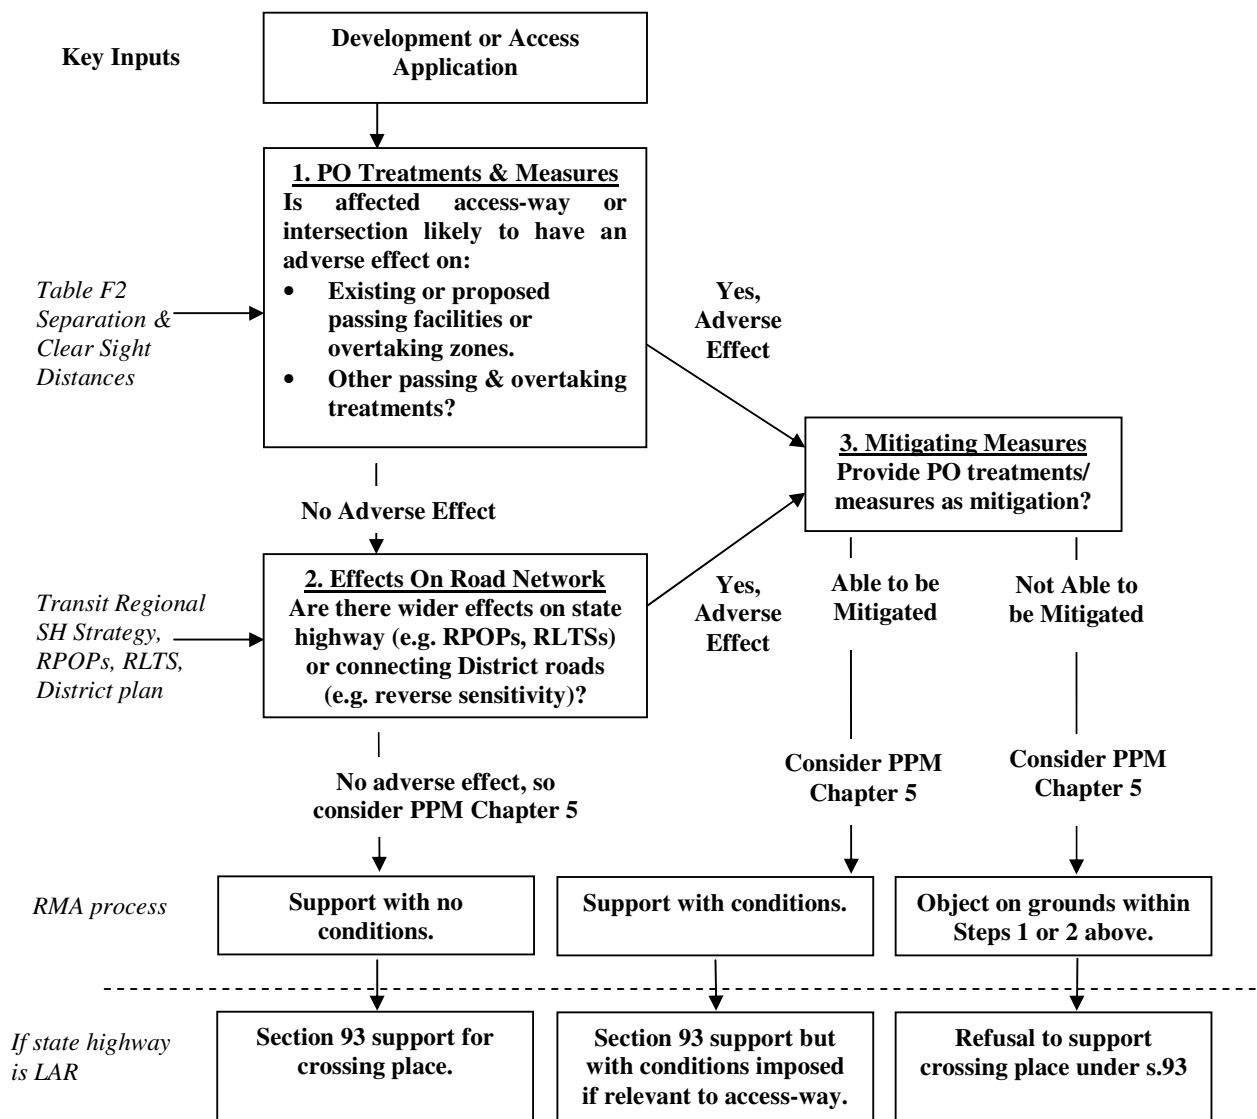 Key Inputs
Development or Access
Application
1. PO Treatments & Measures
Is affected access-way or
intersection likely to have an
adverse effect on:
• Existing or proposed
passing facilities or
overtaking zones.
• Other passing & overtaking
treatments?
Table F2
Separation &
Clear Sight
Distances
Yes,
Adverse
Effect
3. Mitigating Measures
Provide PO treatments/
measures as mitigation?
No Adverse Effect
2. Effects On Road Network
Are there wider effects on state
highway (e.g. RPOPs, RLTSs)
or connecting District roads
(e.g. reverse sensitivity)?
Transit Regional
SH Strategy,
RPOPs, RLTS,
District plan
Yes,
Adverse
Effect
Able to be
Mitigated
Not Able to
be Mitigated
No adverse effect, so
consider PPM Chapter 5
Consider PPM
Chapter 5
Consider PPM
Chapter 5
RMA process
Support with no
conditions.
Support with conditions.
Object on grounds within
Steps 1 or 2 above.
If state highway
is LAR
Section 93 support for
crossing place.
Section 93 support but
with conditions imposed
if relevant to access-way.
Refusal to support
crossing place under s.93